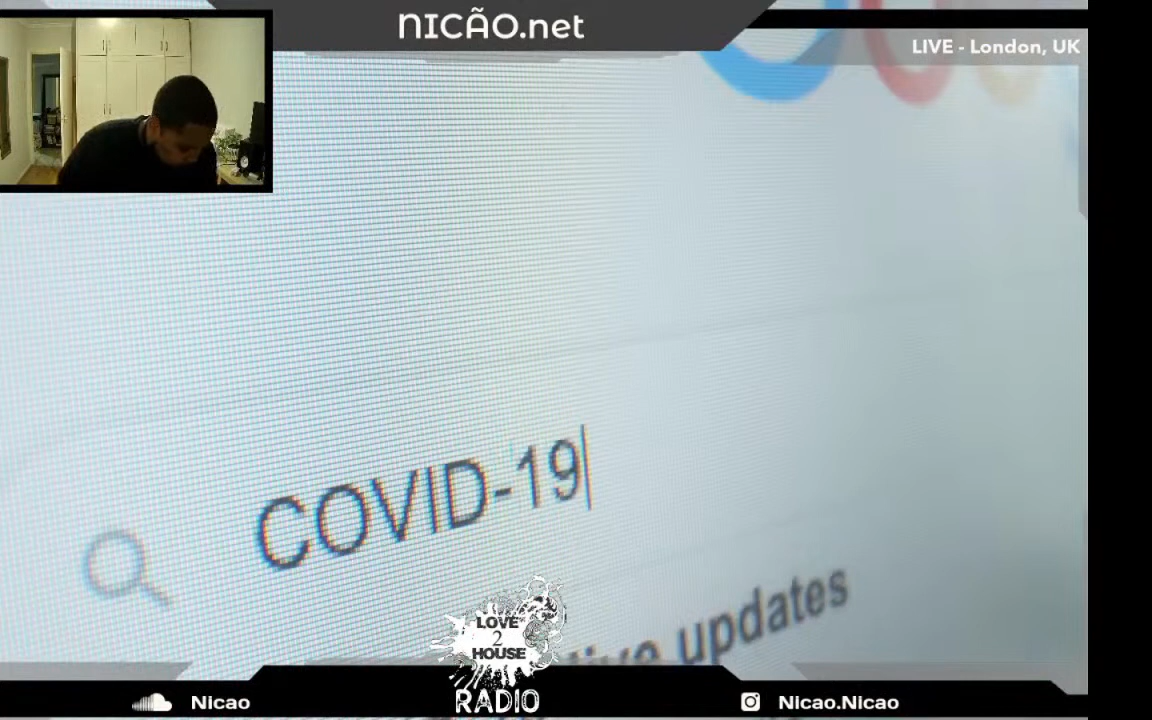 NICÃO.net
LIVE - London, UK
COVID-19
updates
LOVE
2
HOUSE
RADIO
Nicao
Nicao.Nicao